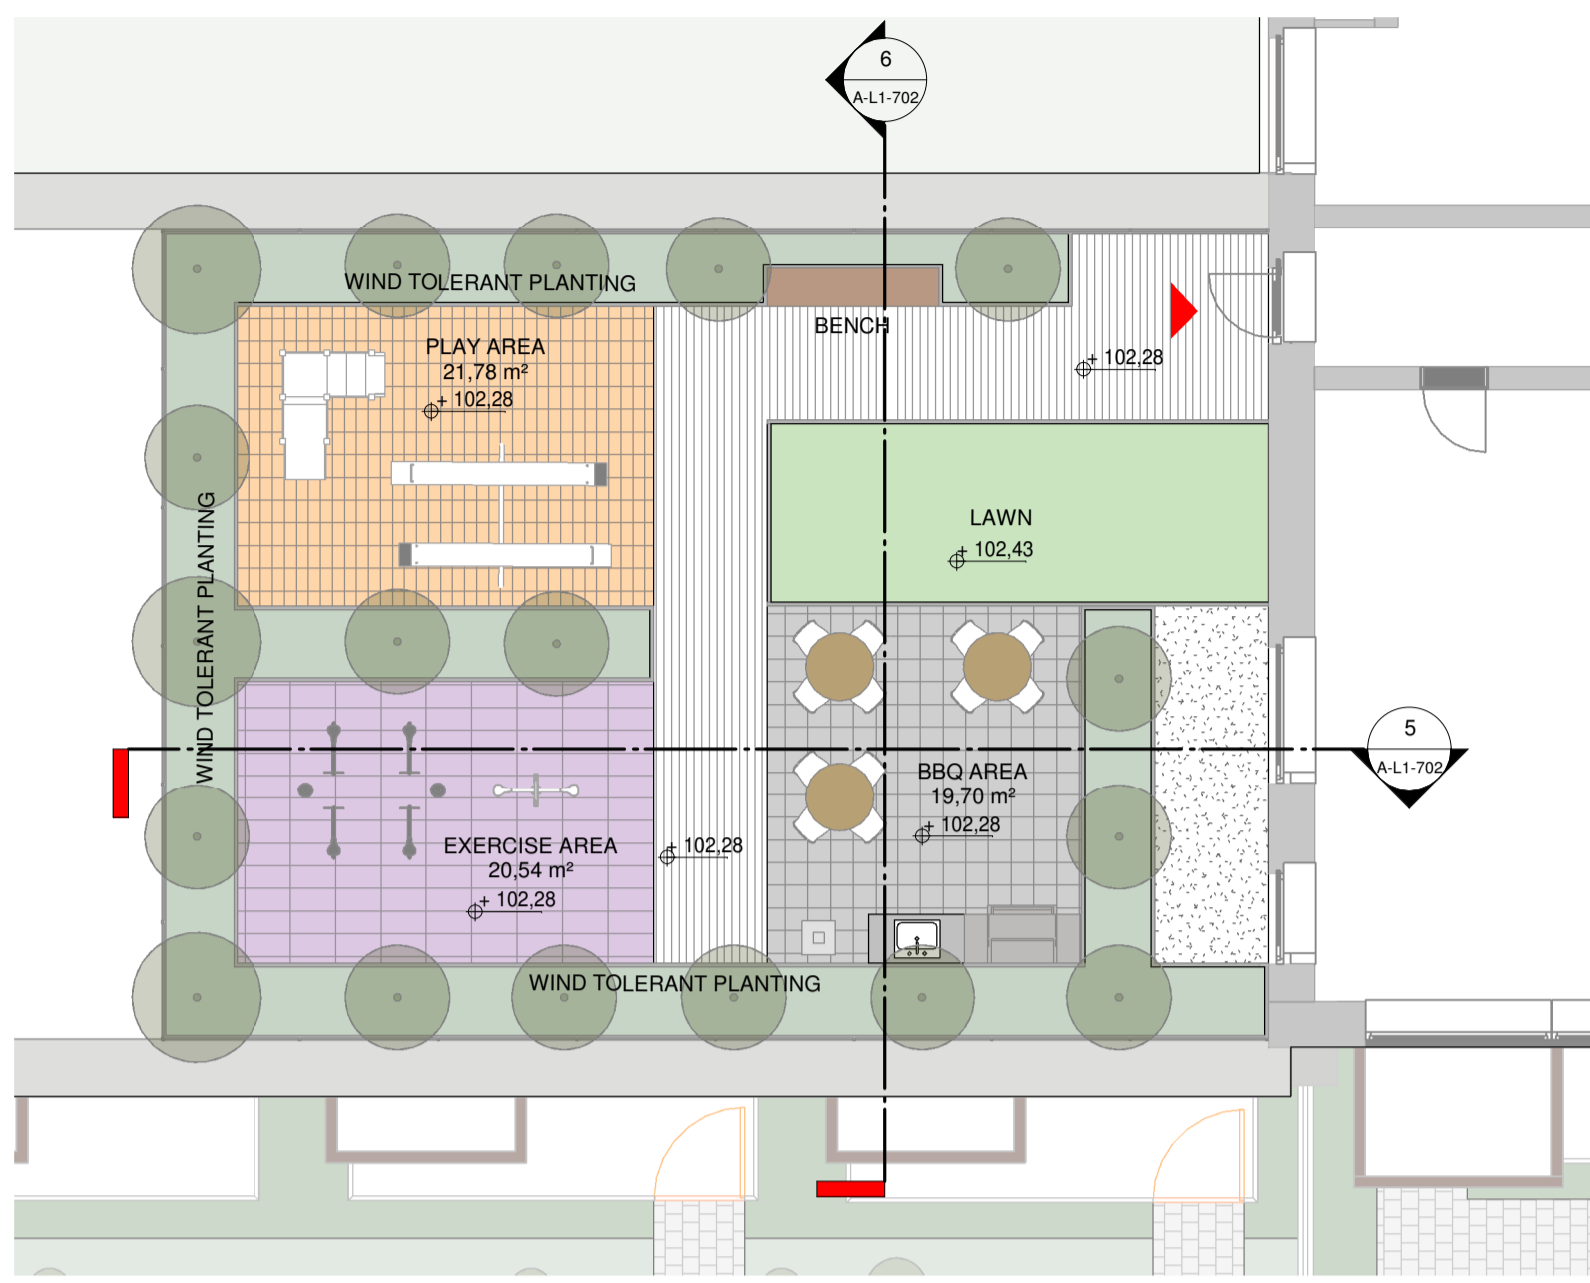 6
A-L1-702
WIND TOLERANT PLANTING
BENCH
PLAY AREA
21,78 m²
+ 102,28
+ 102,28
LAWN
+ 102,43
WIND TOLERANT PLANTING
5
A-L1-702
BBQ AREA
19,70 m²
+ 102,28
EXERCISE AREA
20,54 m²
+ 102,28
+ 102,28
WIND TOLERANT PLANTING